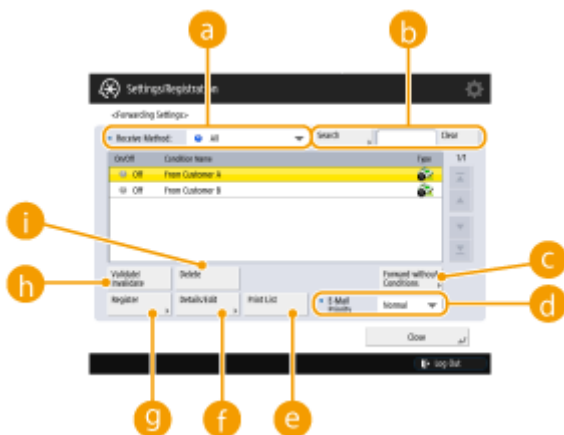 a
b
Settings/Registration
<Forwarding Settings>
Receive Method: All
Search
Clear
On/Off Condition Name Type 1/1
Off From Customer A
Off From Customer B
i
h
c
d
Validate/
Invalidate
Delete
Forward without
Conditions
Register
Details/Edit
Print List
E-Mail
Priority
Normal
Close
Log Out
g
f
e